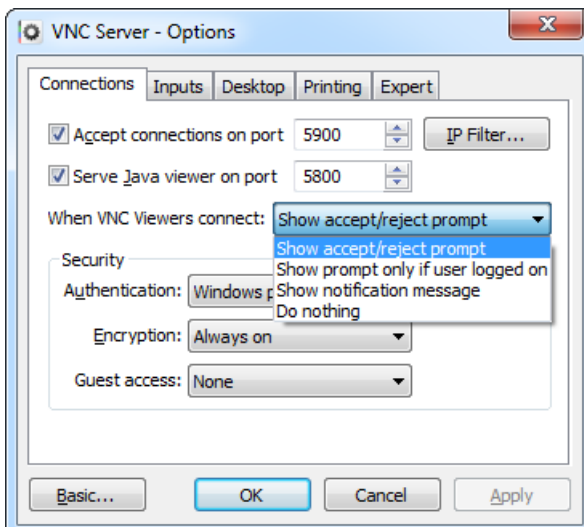 VNC Server - Options
Connections Inputs Desktop Printing Expert
Accept connections on port 5900 IP Filter...
Serve Java viewer on port 5800
When VNC Viewers connect: Show accept/reject prompt
Show accept/reject prompt
Show prompt only if user logged on
Show notification message
Do nothing
Security
Authentication: Windows p
Encryption: Always on
Guest access: None
Basic... OK Cancel Apply